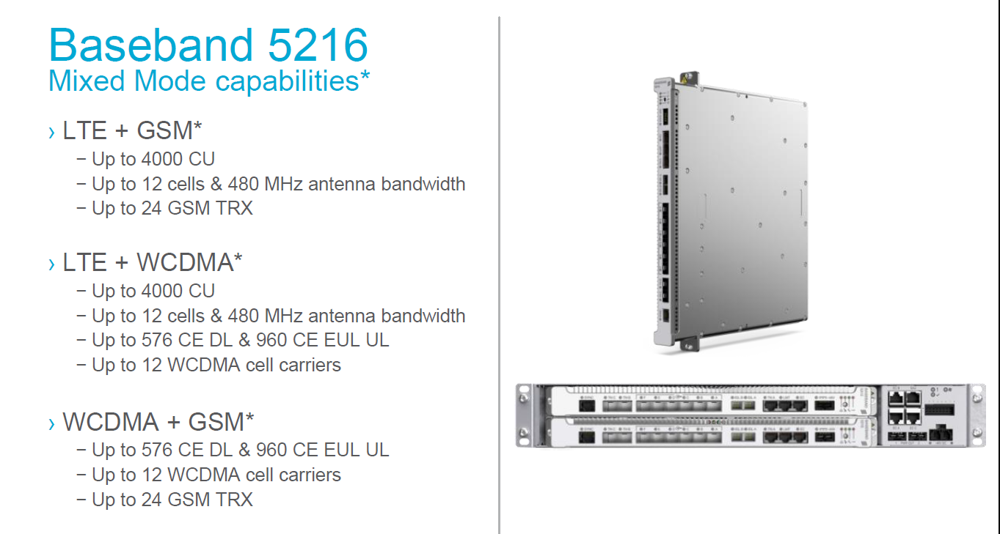 Baseband 5216
Mixed Mode capabilities*
› LTE + GSM*
− Up to 4000 CU
− Up to 12 cells & 480 MHz antenna bandwidth
− Up to 24 GSM TRX
› LTE + WCDMA*
− Up to 4000 CU
− Up to 12 cells & 480 MHz antenna bandwidth
− Up to 576 CE DL & 960 CE EUL UL
− Up to 12 WCDMA cell carriers
› WCDMA + GSM*
− Up to 576 CE DL & 960 CE EUL UL
− Up to 12 WCDMA cell carriers
− Up to 24 GSM TRX